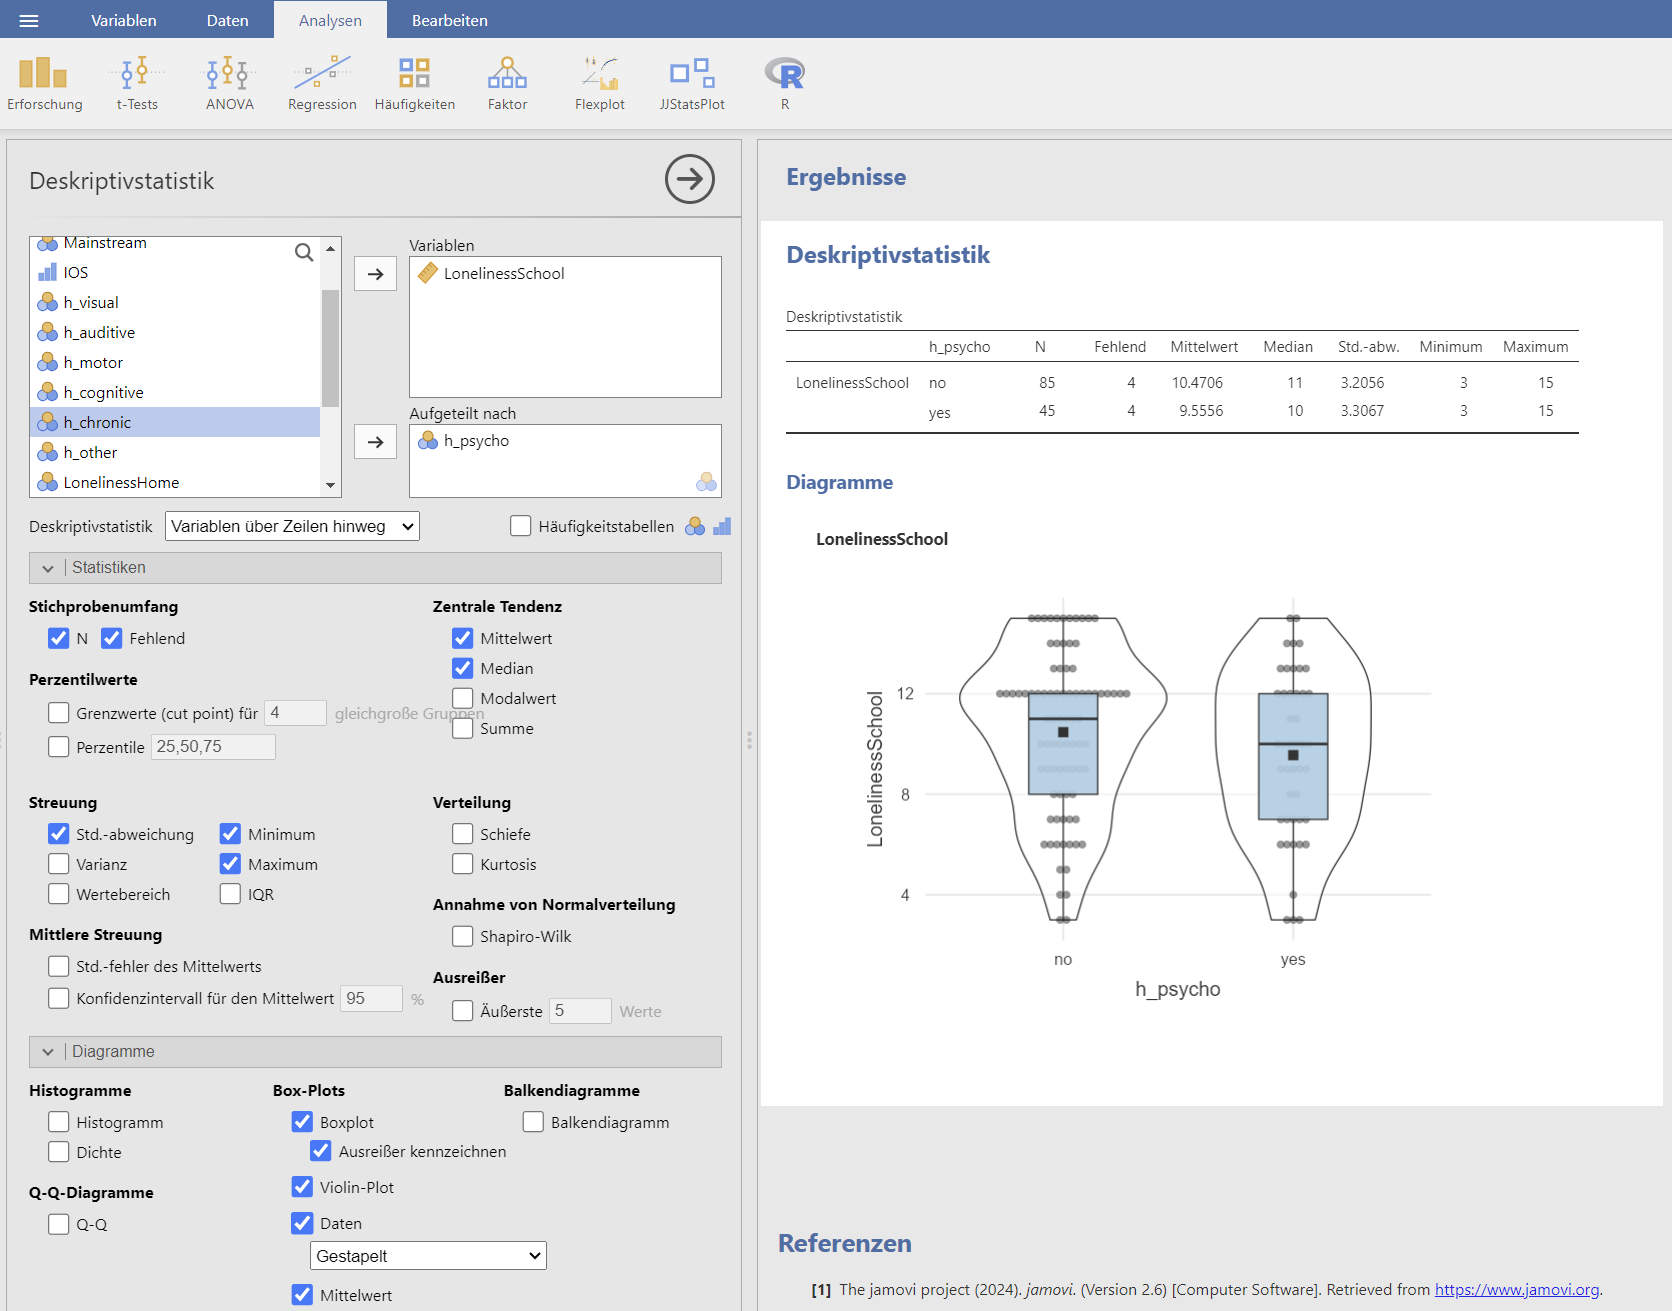 Variablen Daten Analysen Bearbeiten
Erforschung t-Tests ANOVA Regression Häufigkeiten Faktor Flexplot JJStatsPlot R
Deskriptivstatistik
Mainstream
IOS
h_visual
h_auditive
h_motor
h_cognitive
h_chronic
h_other
LonelinessHome
Variablen
LonelinessSchool
Aufgeteilt nach
h_psycho
Deskriptivstatistik Variablen über Zeilen hinweg Häufigkeitstabellen
Statistiken
Stichprobenumfang
N Fehlend
Perzentilwerte
Grenzwerte (cut point) für 4 gleichgroße Gruppen
Perzentile 25,50,75
Zentrale Tendenz
Mittelwert
Median
Modalwert
Summe
Streuung
Std.-abweichung Minimum
Varianz Maximum
Wertebereich IQR
Verteilung
Schiefe
Kurtosis
Mittlere Streuung
Std.-fehler des Mittelwerts
Konfidenzintervall für den Mittelwert 95 %
Annahme von Normalverteilung
Shapiro-Wilk
Ausreißer
Äußerste 5 Werte
Diagramme
Histogramme
Histogramm
Dichte
Q-Q-Diagramme
Q-Q
Box-Plots
Boxplot
Ausreißer kennzeichnen
Violin-Plot
Daten
Gestapelt
Mittelwert
Balkendiagramme
Balkendiagramm
Ergebnisse
Deskriptivstatistik
Deskriptivstatistik
h_psycho N Fehlend Mittelwert Median Std.-abw. Minimum Maximum
LonelinessSchool no 85 4 10.4706 11 3.2056 3 15
yes 45 4 9.5556 10 3.3067 3 15
Diagramme
LonelinessSchool
LonelinessSchool
12
8
4
no yes
h_psycho
Referenzen
[1] The jamovi project (2024). jamovi. (Version 2.6) [Computer Software]. Retrieved from https://www.jamovi.org.